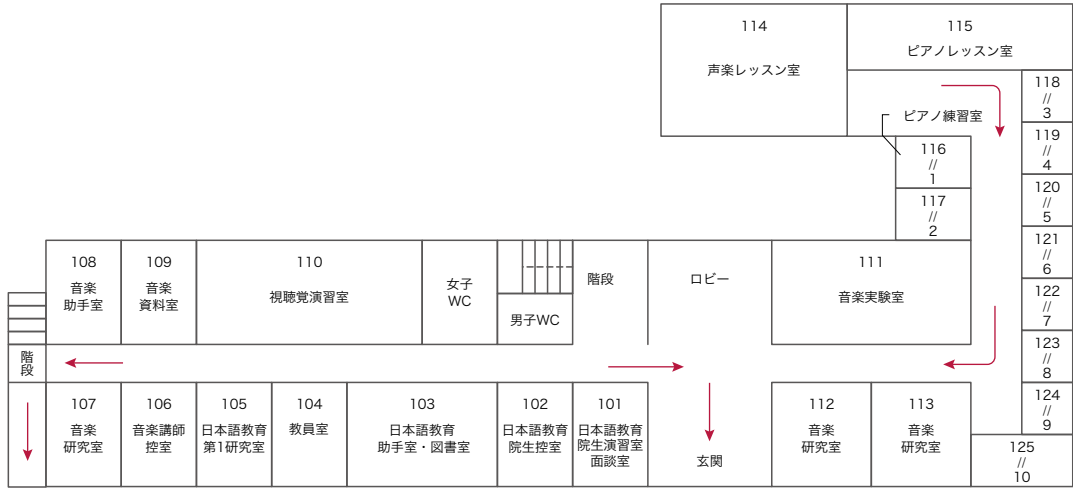 114
声楽レッスン室
115
ピアノレッスン室
ピアノ練習室
116
//
1
117
//
2
118
//
3
119
//
4
120
//
5
121
//
6
122
//
7
123
//
8
124
//
9
125
//
10
108
音楽
助手室
109
音楽
資料室
110
視聴覚演習室
女子
WC
男子WC
階段
ロビー
111
音楽実験室
階段
107
音楽
研究室
106
音楽講師
控室
105
日本語教育
第1研究室
104
教員室
103
日本語教育
助手室・図書室
102
日本語教育
院生控室
101
日本語教育
院生演習室
面談室
玄関
112
音楽
研究室
113
音楽
研究室